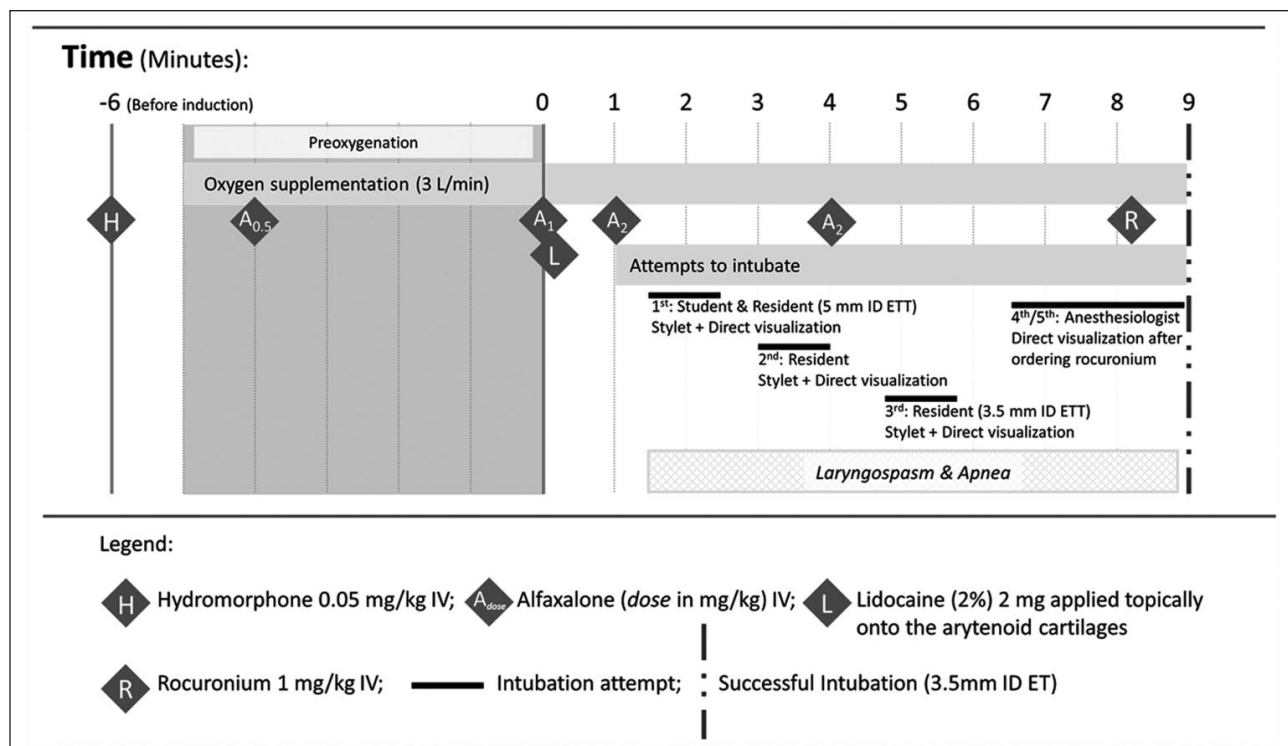 Time (Minutes):
-6 (Before induction) 0 1 2 3 4 5 6 7 8 9
Preoxygenation
Oxygen supplementation (3 L/min)
H A0.5 A1 A2 A2 R
L
Attempts to intubate
1st: Student & Resident (5 mm ID ETT)
Stylet + Direct visualization
2nd: Resident
Stylet + Direct visualization
3rd: Resident (3.5 mm ID ETT)
Stylet + Direct visualization
4th/5th: Anesthesiologist
Direct visualization after
ordering rocuronium
Laryngospasm & Apnea
Legend:
H Hydromorphone 0.05 mg/kg IV; Adose Alfaxalone (dose in mg/kg) IV; L Lidocaine (2%) 2 mg applied topically
onto the arytenoid cartilages
R Rocuronium 1 mg/kg IV; Intubation attempt; Successful Intubation (3.5mm ID ET)